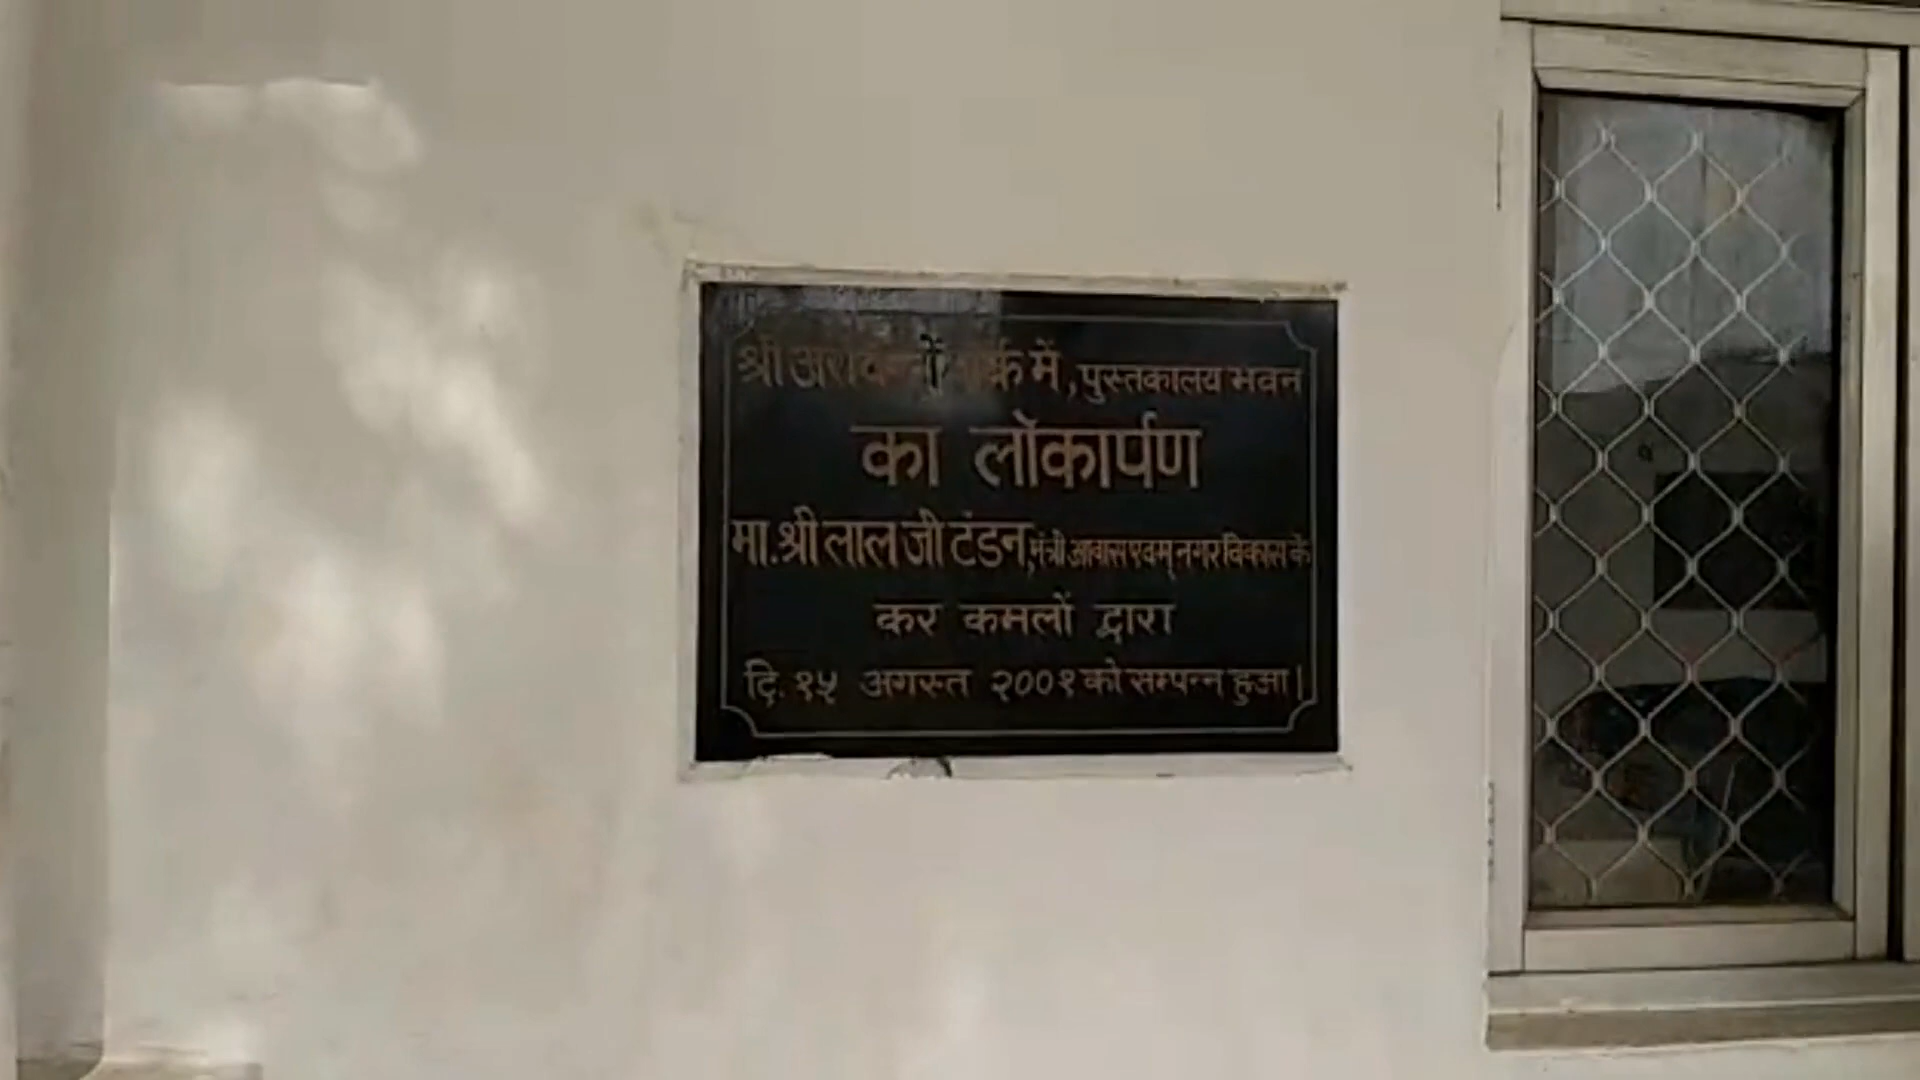 श्री अरविन्दो पार्क में, पुस्तकालय भवन
का लोकार्पण
मा. श्री लाल जी टंडन, मंत्री आवास एवम् नगर विकास के
कर कमलों द्वारा
दि. १५ अगस्त २००१ को सम्पन्न हुआ।